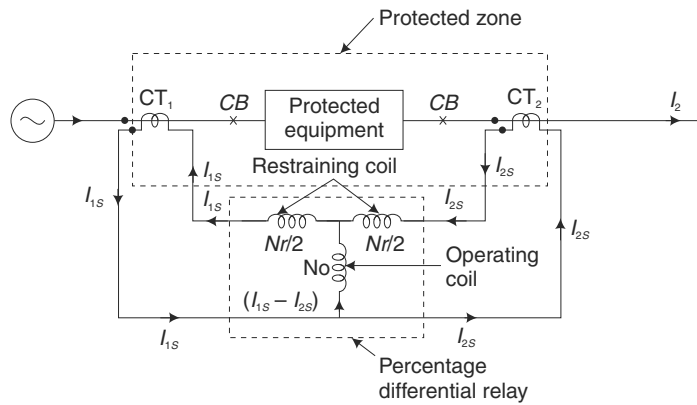 Protected zone
CT1
CB
Protected
equipment
CB
CT2
I2
Restraining coil
I1S
I2S
I1S
I1S
I2S
I2S
Nr/2
Nr/2
No
Operating
coil
(I1S – I2S)
I1S
I2S
Percentage
differential relay